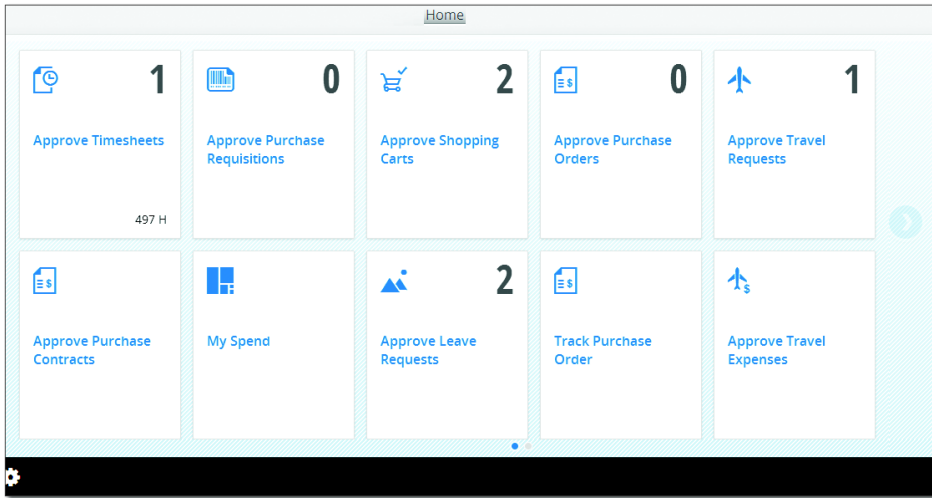 Home
1
Approve Timesheets
497 H
0
Approve Purchase
Requisitions
2
Approve Shopping
Carts
$
0
Approve Purchase
Orders
1
Approve Travel
Requests
$
Approve Purchase
Contracts
My Spend
2
Approve Leave
Requests
$
Track Purchase
Order
$
Approve Travel
Expenses